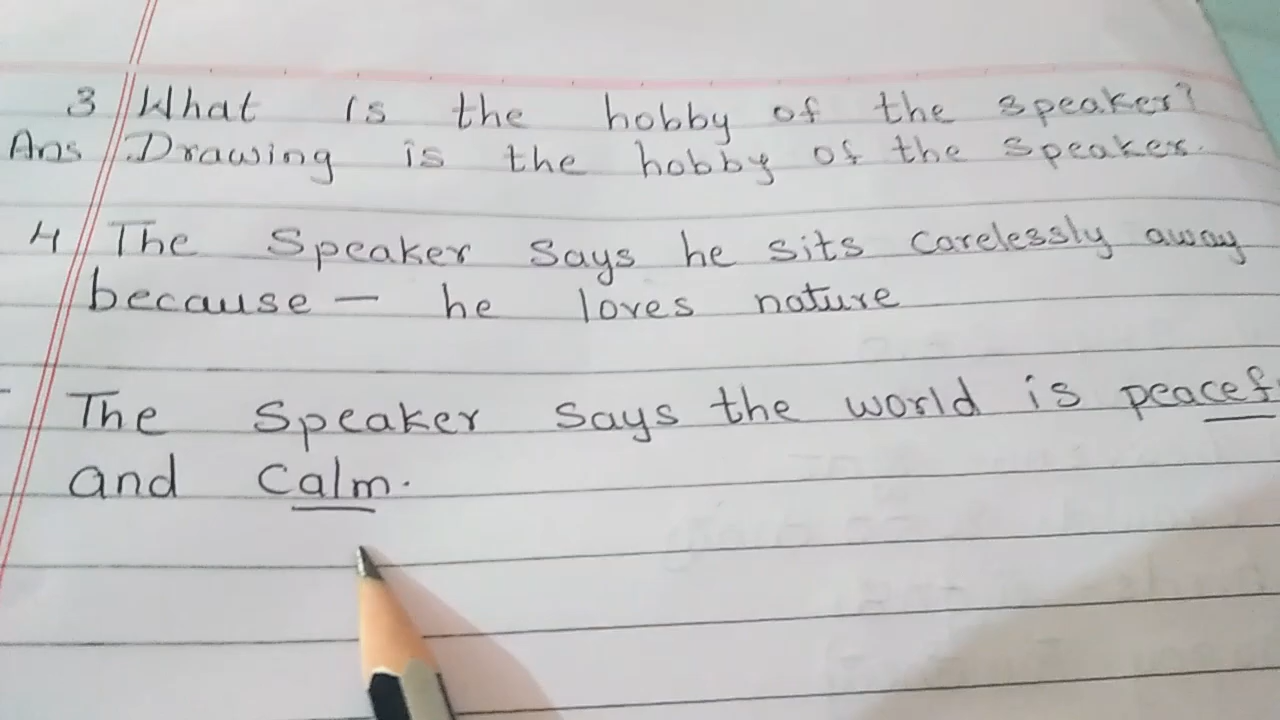 3 What is the hobby of the speaker?
Ans Drawing is the hobby of the speaker.
4 The Speaker says he sits carelessly away
because — he loves nature
The Speaker says the world is peacef
and Calm.